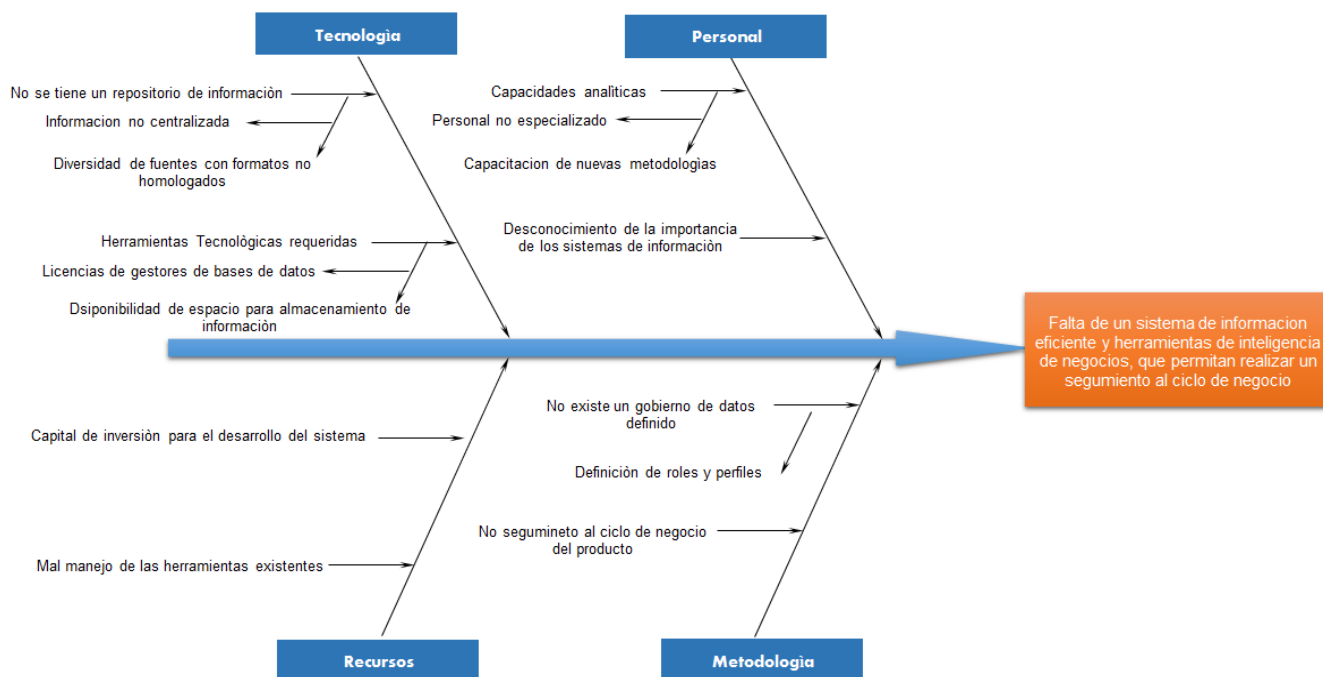 Tecnologìa
Personal
No se tiene un repositorio de informaciòn
Informacion no centralizada
Diversidad de fuentes con formatos no
homologados
Capacidades analìticas
Personal no especializado
Capacitacion de nuevas metodologìas
Herramientas Tecnològicas requeridas
Licencias de gestores de bases de datos
Dsiponibilidad de espacio para almacenamiento de
informaciòn
Desconocimiento de la importancia
de los sistemas de informaciòn
Falta de un sistema de informacion
eficiente y herramientas de inteligencia
de negocios, que permitan realizar un
segumiento al ciclo de negocio
Capital de inversiòn para el desarrollo del sistema
Mal manejo de las herramientas existentes
No existe un gobierno de datos
definido
Definiciòn de roles y perfiles
No segumineto al ciclo de negocio
del producto
Recursos
Metodologìa